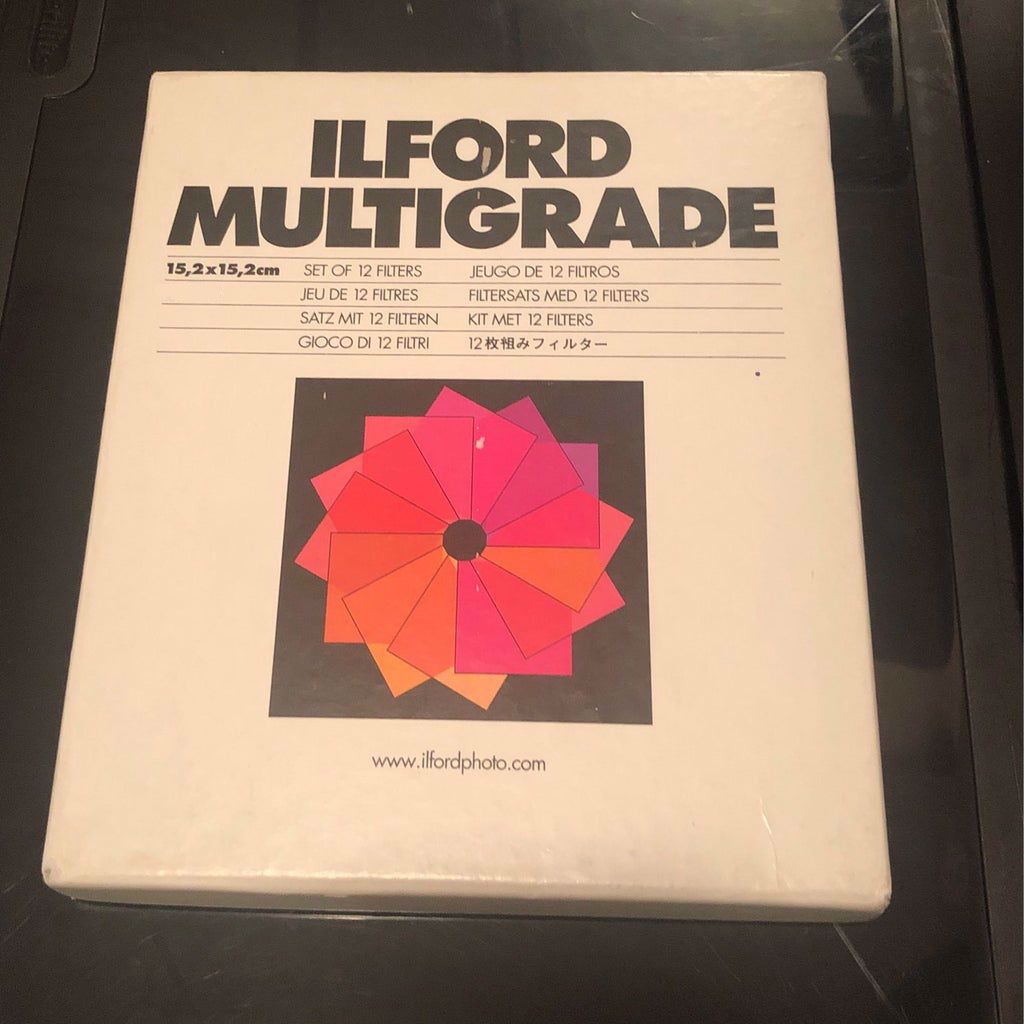 ILFORD
MULTIGRADE
15,2x15,2cm SET OF 12 FILTERS JEUGO DE 12 FILTROS
JEU DE 12 FILTRES FILTERSATS MED 12 FILTERS
SATZ MIT 12 FILTERN KIT MET 12 FILTERS
GIOCO DI 12 FILTRI 12枚組みフィルター
www.ilfordphoto.com